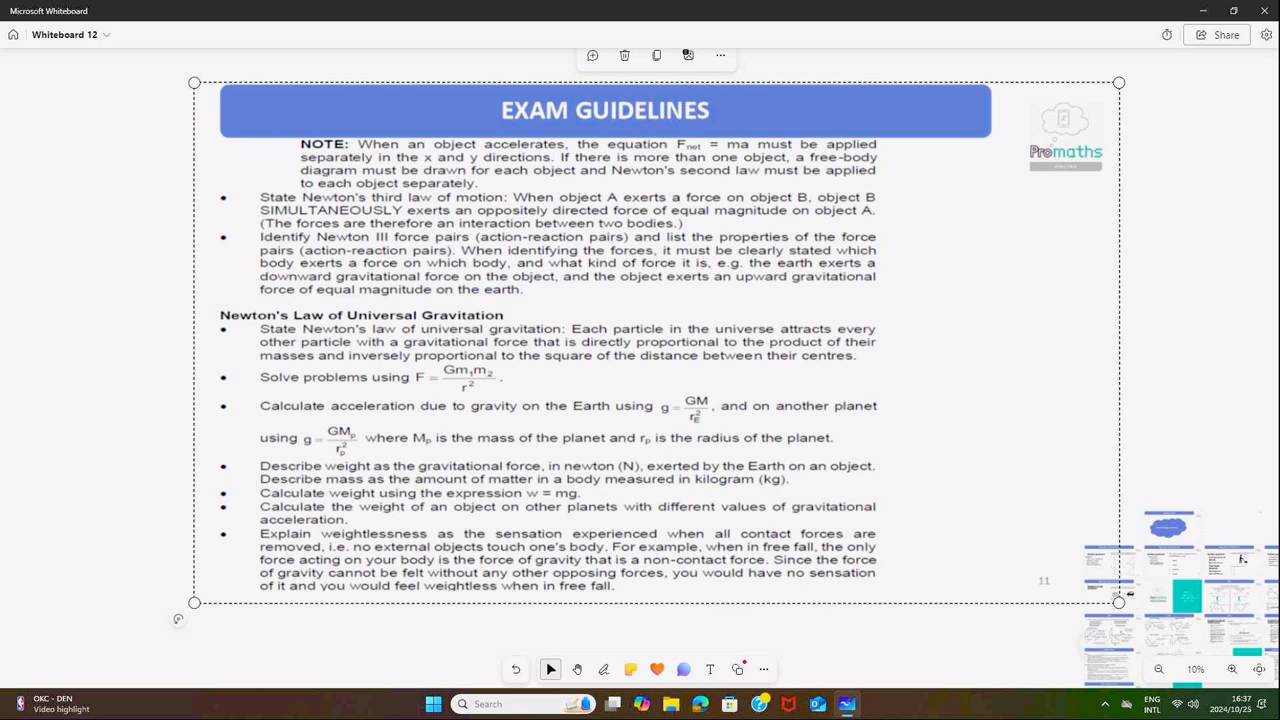 Microsoft Whiteboard
Whiteboard 12
Share
EXAM GUIDELINES
Promaths
NOTE: When an object accelerates, the equation Fnet = ma must be applied
separately in the x and y directions. If there is more than one object, a free-body
diagram must be drawn for each object and Newton's second law must be applied
to each object separately.
• State Newton's third law of motion: When object A exerts a force on object B, object B
SIMULTANEOUSLY exerts an oppositely directed force of equal magnitude on object A.
(The forces are therefore an interaction between two bodies.)
• Identify Newton III force pairs (action-reaction pairs) and list the properties of the force
pairs (action-reaction pairs). When identifying the forces, it must be clearly stated which
body exerts a force on which body, and what kind of force it is, e.g. the earth exerts a
downward gravitational force on the object, and the object exerts an upward gravitational
force of equal magnitude on the earth.
Newton's Law of Universal Gravitation
• State Newton's law of universal gravitation: Each particle in the universe attracts every
other particle with a gravitational force that is directly proportional to the product of their
masses and inversely proportional to the square of the distance between their centres.
• Solve problems using F = Gm₁m₂/r².
• Calculate acceleration due to gravity on the Earth using g = GM/r_E², and on another planet
using g = GM_p/r_p² where Mp is the mass of the planet and rp is the radius of the planet.
• Describe weight as the gravitational force, in newton (N), exerted by the Earth on an object.
Describe mass as the amount of matter in a body measured in kilogram (kg).
• Calculate weight using the expression w = mg.
• Calculate the weight of an object on other planets with different values of gravitational
acceleration.
• Explain weightlessness as the sensation experienced when all contact forces are
removed, i.e. no external objects touch one's body. For example, when in free fall, the only
force acting on your body is the force of gravity that is a non-contact force. Since the force
of gravity cannot be felt without any other opposing forces, you would have no sensation
of it and you would feel weightless when in free fall.
11
10%
OKC - DEN
Video highlight
Search
ENG
INTL
16:37
2024/10/25